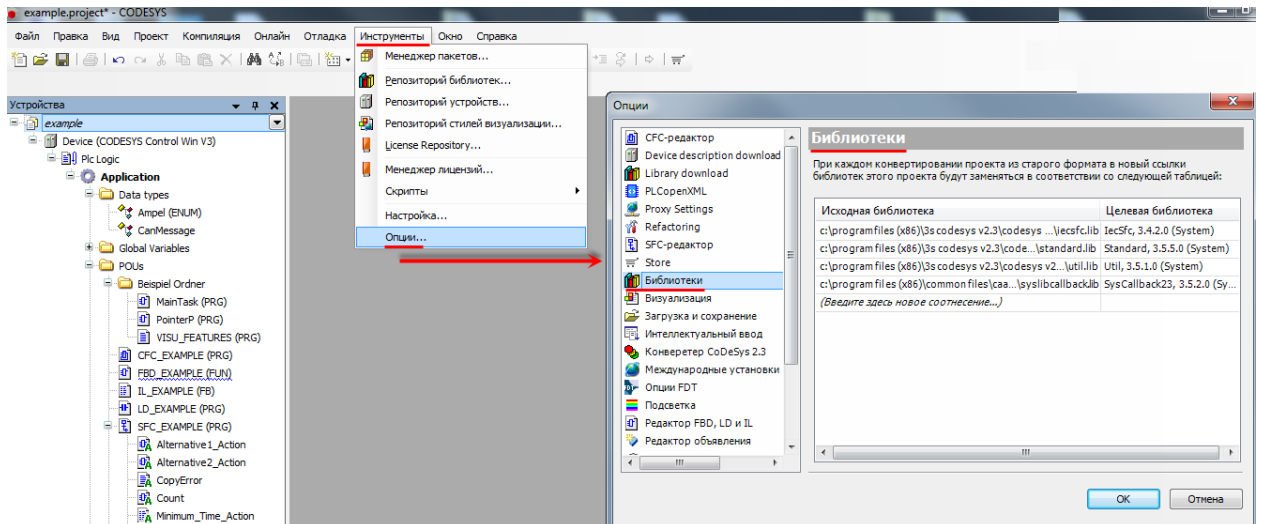 example.project* - CODESYS
Файл Правка Вид Проект Компиляция Онлайн Отладка Инструменты Окно Справка
Менеджер пакетов...
Репозиторий библиотек...
Репозиторий устройств...
Репозиторий стилей визуализации...
License Repository...
Менеджер лицензий...
Скрипты
Настройка...
Опции...
Устройства
example
Device (CODESYS Control Win V3)
Plc Logic
Application
Data types
Ampel (ENUM)
CanMessage
Global Variables
POUs
Beispiel Ordner
MainTask (PRG)
PointerP (PRG)
VISU_FEATURES (PRG)
CFC_EXAMPLE (PRG)
FBD_EXAMPLE (FUN)
IL_EXAMPLE (FB)
LD_EXAMPLE (PRG)
SFC_EXAMPLE (PRG)
Alternative1_Action
Alternative2_Action
CopyError
Count
Minimum_Time_Action
Опции
CFC-редактор
Device description download
Library download
PLCopenXML
Proxy Settings
Refactoring
SFC-редактор
Store
Библиотеки
Визуализация
Загрузка и сохранение
Интеллектуальный ввод
Конверетер CoDeSys 2.3
Международные установки
Опции FDT
Подсветка
Редактор FBD, LD и IL
Редактор объявления
Библиотеки
При каждом конвертировании проекта из старого формата в новый ссылки
библиотек этого проекта будут заменяться в соответствии со следующей таблицей:
Исходная библиотека Целевая библиотека
c:\program files (x86)\3s codesys v2.3\codesys ...\iecsfc.lib IecSfc, 3.4.2.0 (System)
c:\program files (x86)\3s codesys v2.3\code...\standard.lib Standard, 3.5.5.0 (System)
c:\program files (x86)\3s codesys v2.3\codesys v2...\util.lib Util, 3.5.1.0 (System)
c:\program files (x86)\common files\caa...\syslibcallback.lib SysCallback23, 3.5.2.0 (Sy...
(Введите здесь новое соотнесение...)
OK Отмена